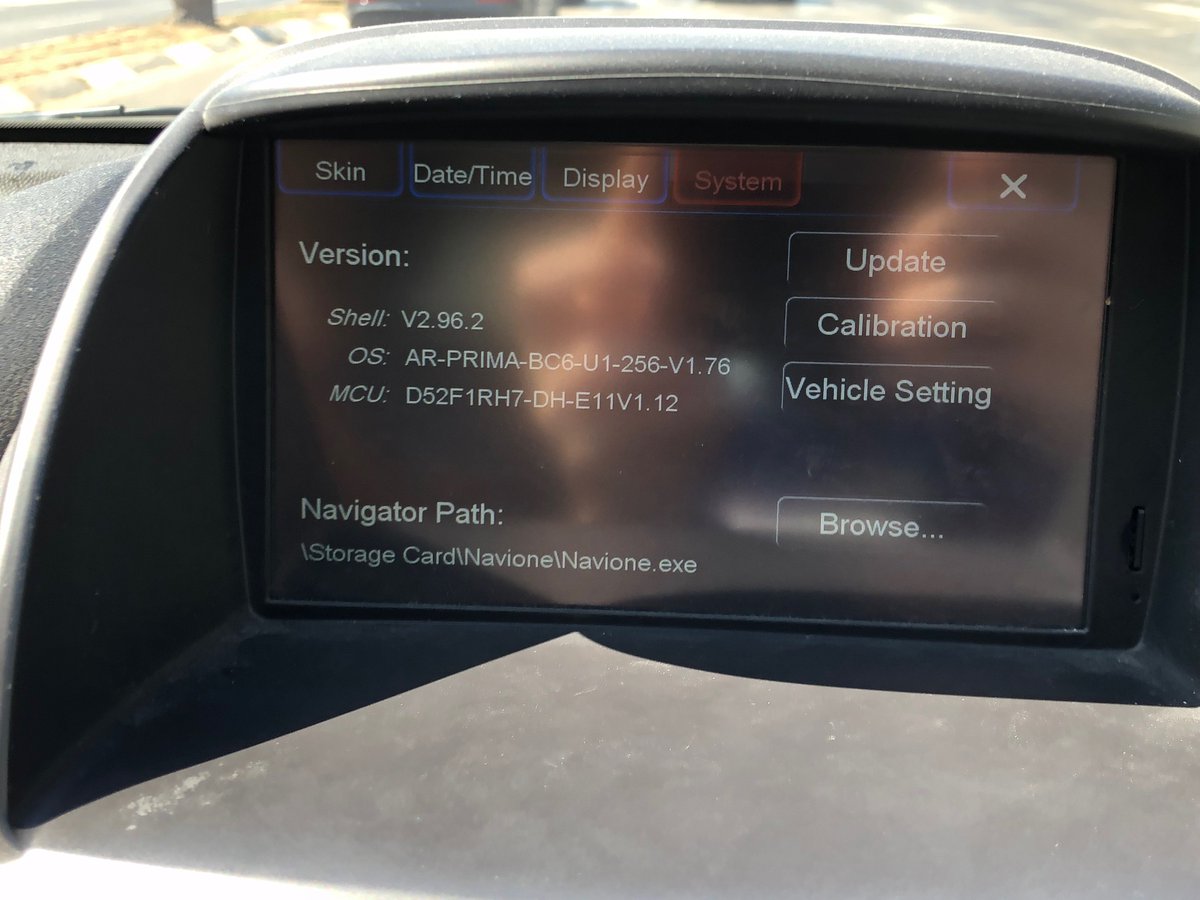 Skin Date/Time Display System X
Version:
Update
Shell: V2.96.2
Calibration
OS: AR-PRIMA-BC6-U1-256-V1.76
MCU: D52F1RH7-DH-E11V1.12
Vehicle Setting
Navigator Path:
Browse...
\Storage Card\Navione\Navione.exe